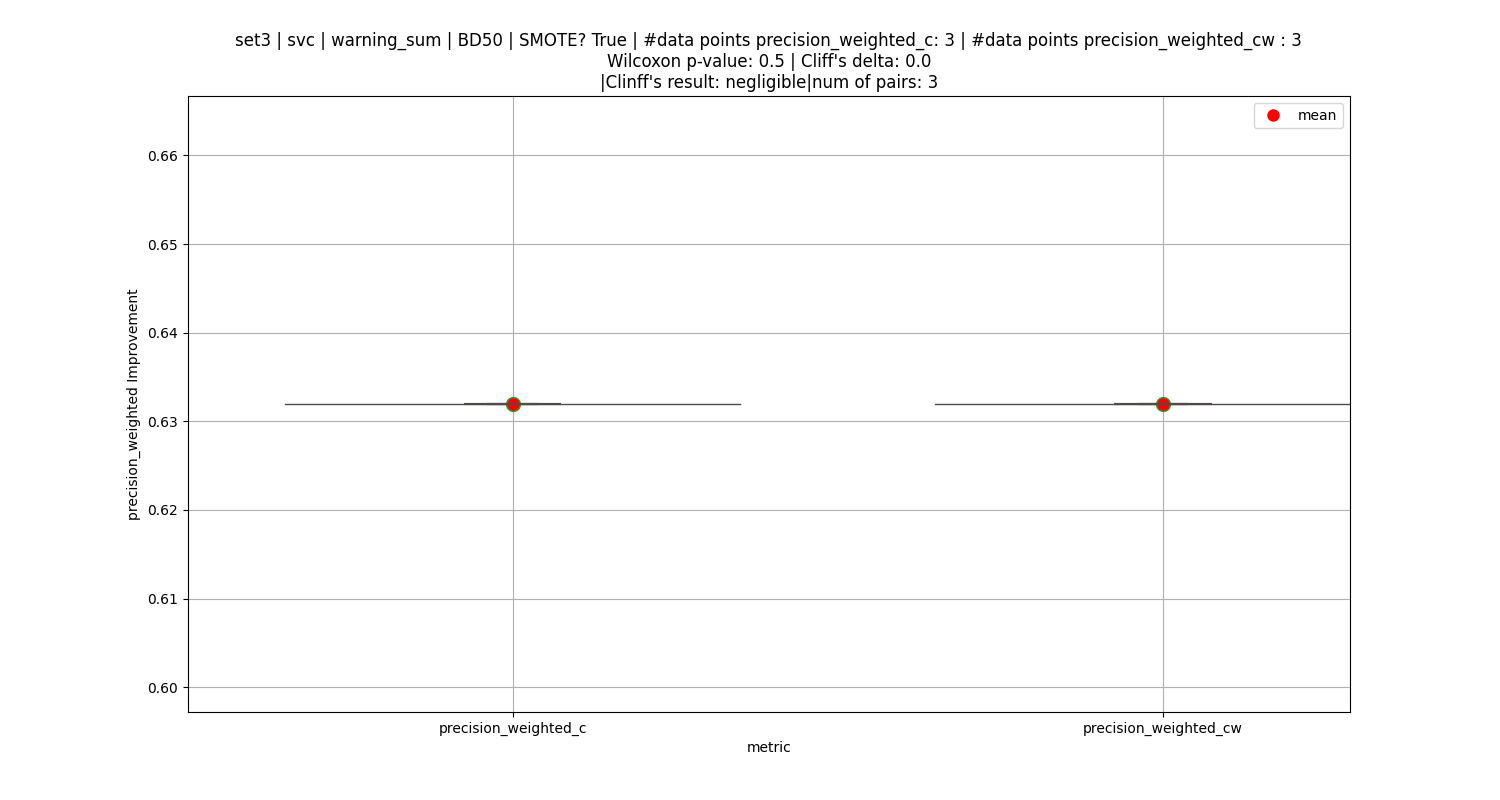 set3 | svc | warning_sum | BD50 | SMOTE? True | #data points precision_weighted_c: 3 | #data points precision_weighted_cw : 3
Wilcoxon p-value: 0.5 | Cliff's delta: 0.0
|Clinff's result: negligible|num of pairs: 3
mean
0.66
0.65
0.64
0.63
0.62
0.61
0.60
precision_weighted Improvement
precision_weighted_c
precision_weighted_cw
metric